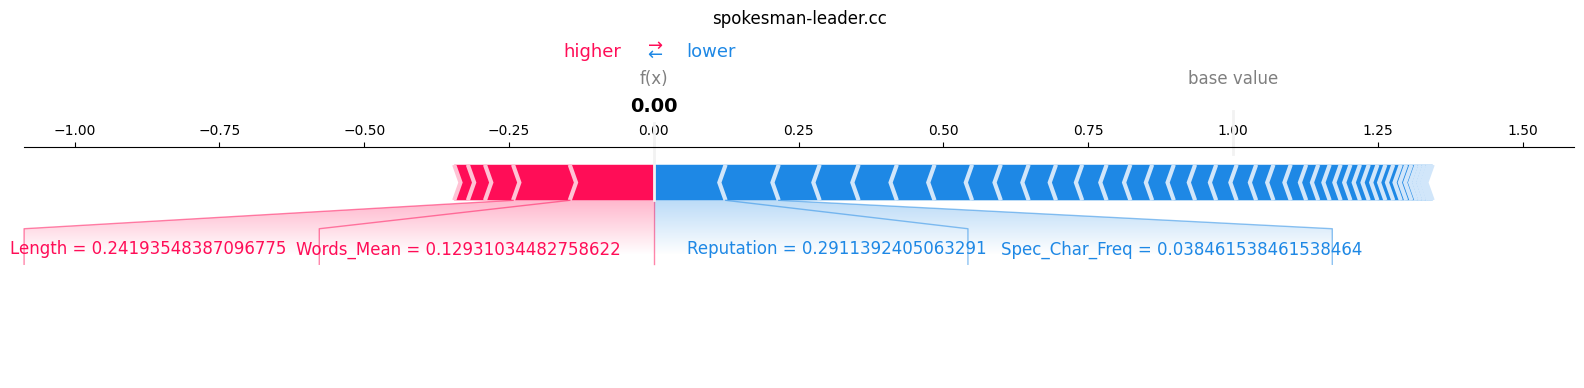 spokesman-leader.cc
higher ⇄ lower
f(x) base value
0.00
−1.00 −0.75 −0.50 −0.25 0.00 0.25 0.50 0.75 1.00 1.25 1.50
Length = 0.24193548387096775 Words_Mean = 0.12931034482758622 Reputation = 0.2911392405063291 Spec_Char_Freq = 0.038461538461538464